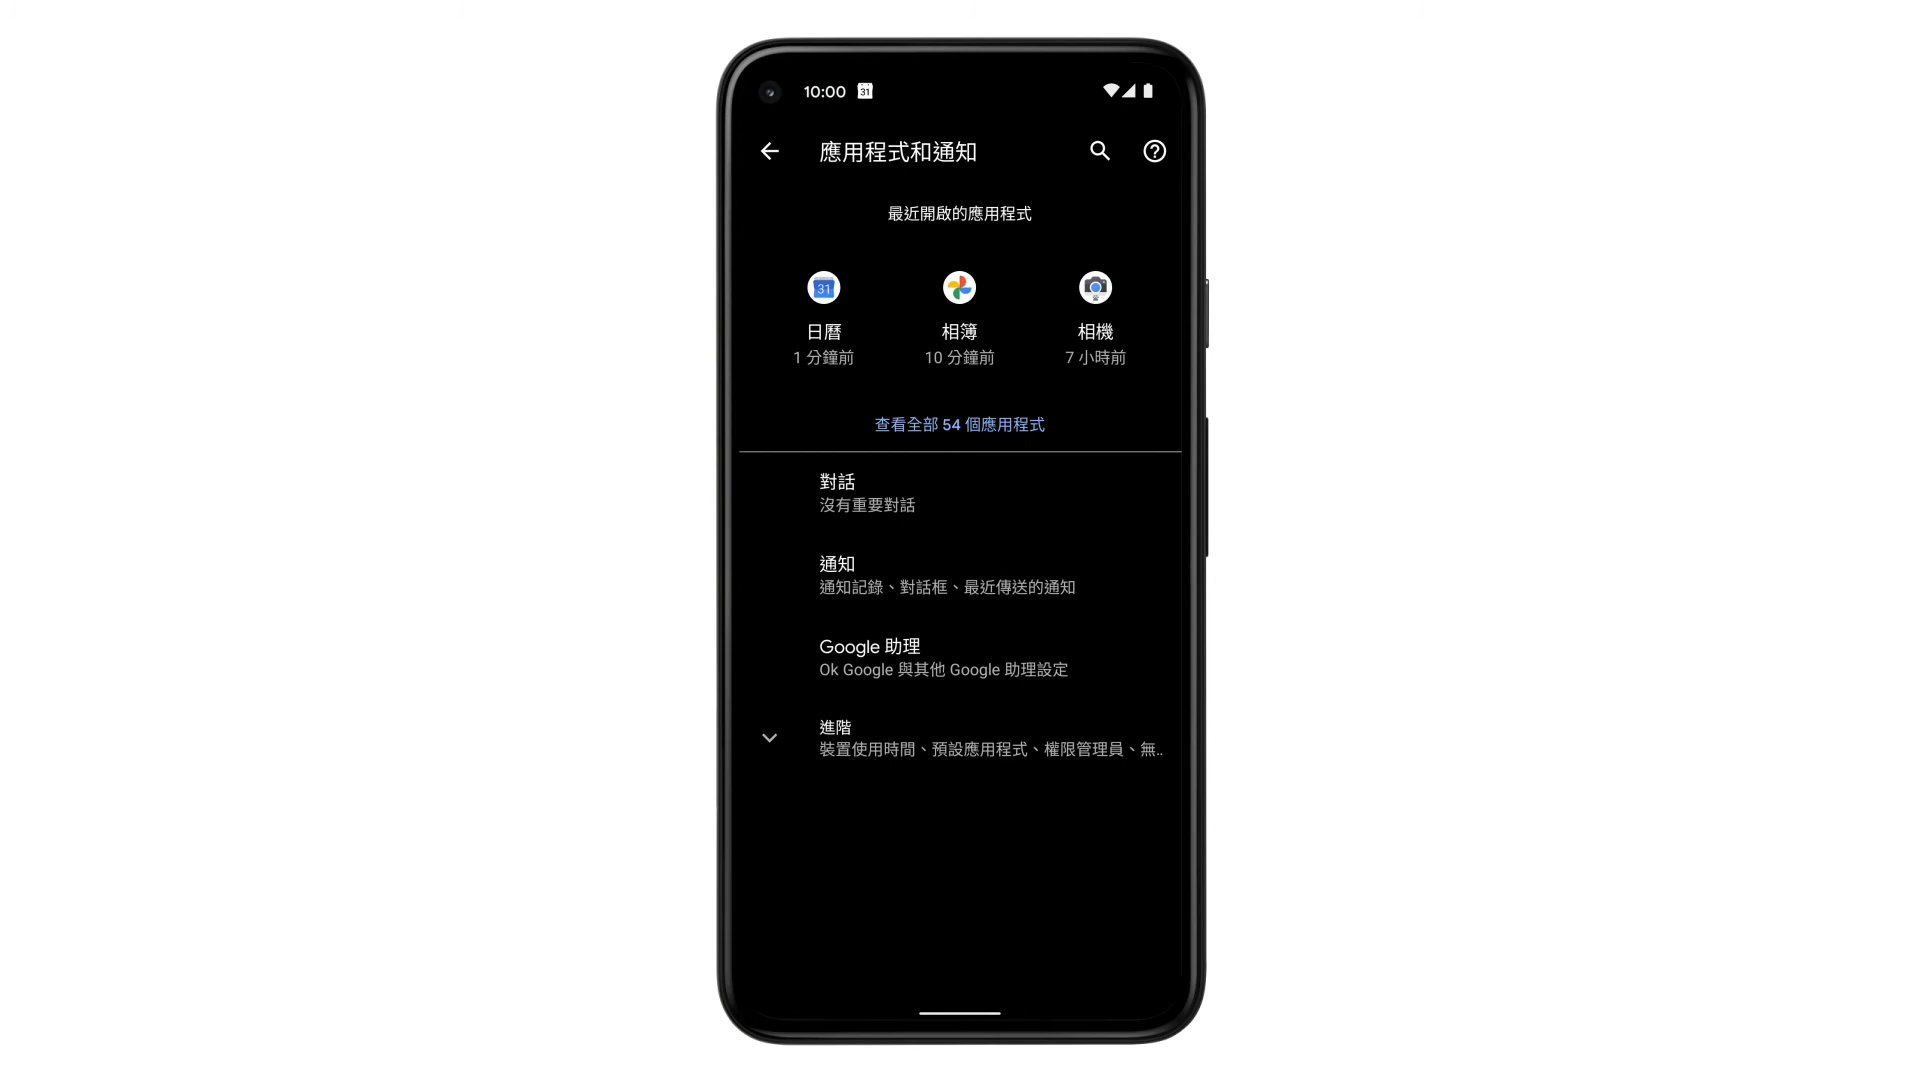 10:00 31
應用程式和通知
最近開啟的應用程式
31
日曆 相簿 相機
1 分鐘前 10 分鐘前 7 小時前
查看全部 54 個應用程式
對話
沒有重要對話
通知
通知記錄、對話框、最近傳送的通知
Google 助理
Ok Google 與其他 Google 助理設定
進階
裝置使用時間、預設應用程式、權限管理員、無..